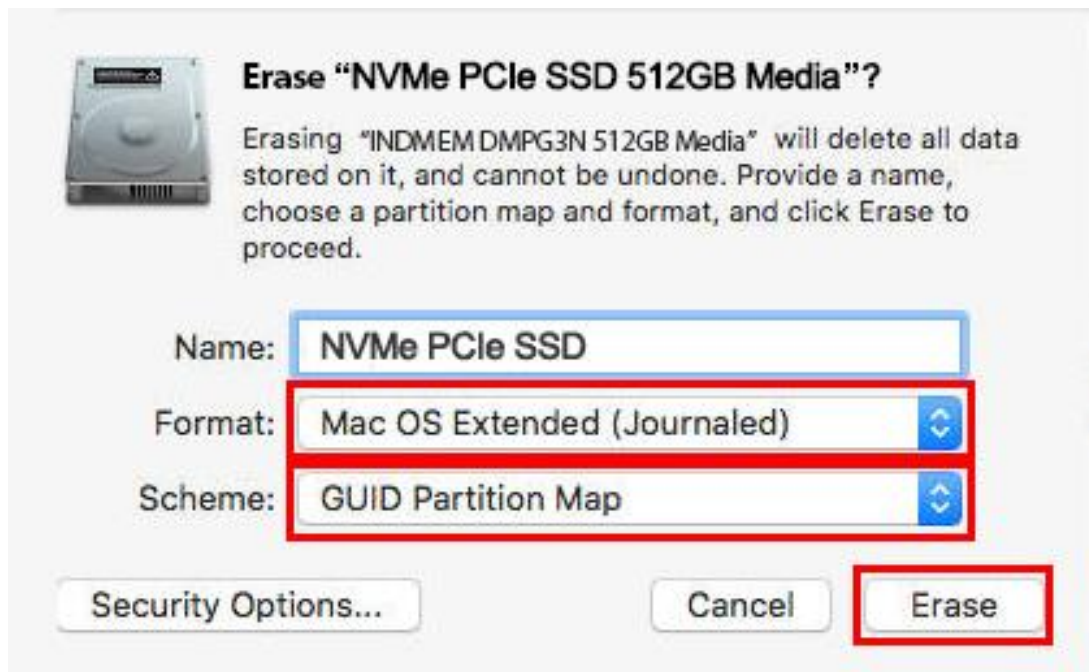 Erase “NVMe PCIe SSD 512GB Media”?
Erasing “INDMEM DMPG3N 512GB Media” will delete all data
stored on it, and cannot be undone. Provide a name,
choose a partition map and format, and click Erase to
proceed.
Name: NVMe PCIe SSD
Format: Mac OS Extended (Journaled)
Scheme: GUID Partition Map
Security Options... Cancel Erase